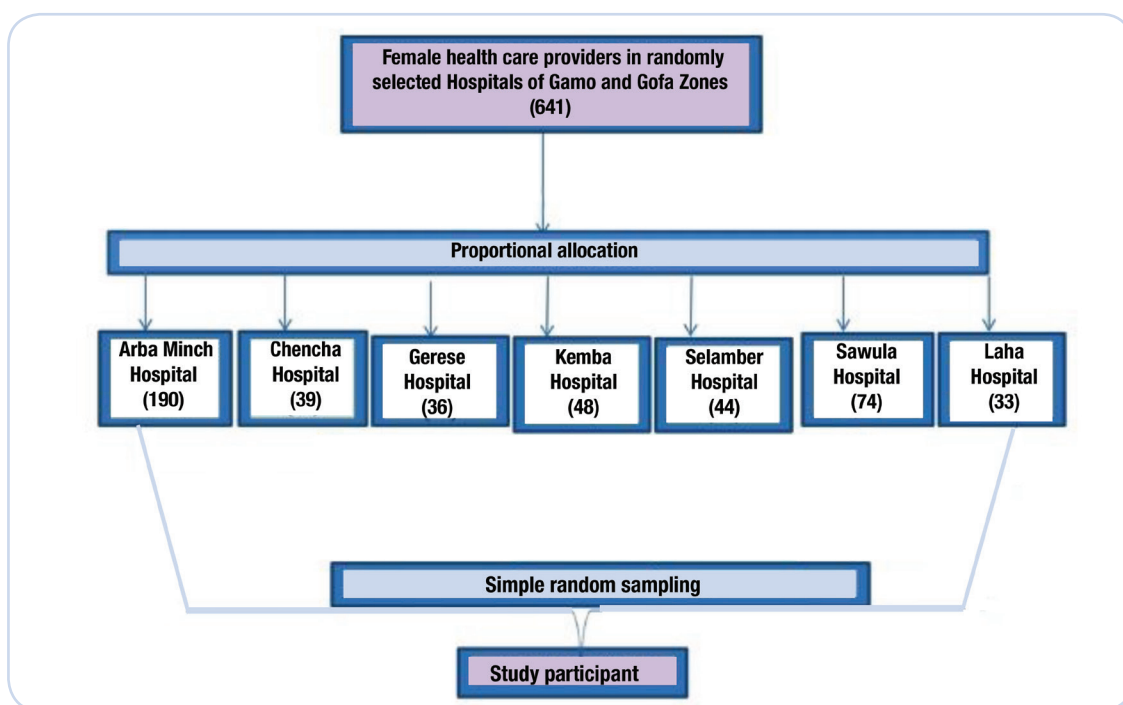 Female health care providers in randomly
selected Hospitals of Gamo and Gofa Zones
(641)
Proportional allocation
Arba Minch
Hospital
(190)
Chencha
Hospital
(39)
Gerese
Hospital
(36)
Kemba
Hospital
(48)
Selamber
Hospital
(44)
Sawula
Hospital
(74)
Laha
Hospital
(33)
Simple random sampling
Study participant